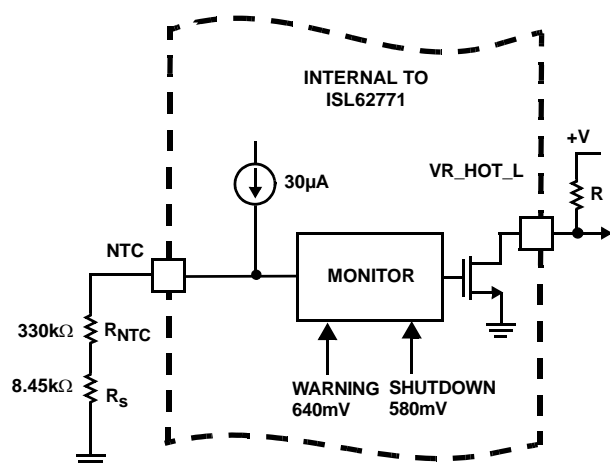 INTERNAL TO
ISL62771
+V
VR_HOT_L
30µA
R
NTC
MONITOR
330kΩ
RNTC
8.45kΩ
Rs
WARNING
640mV
SHUTDOWN
580mV